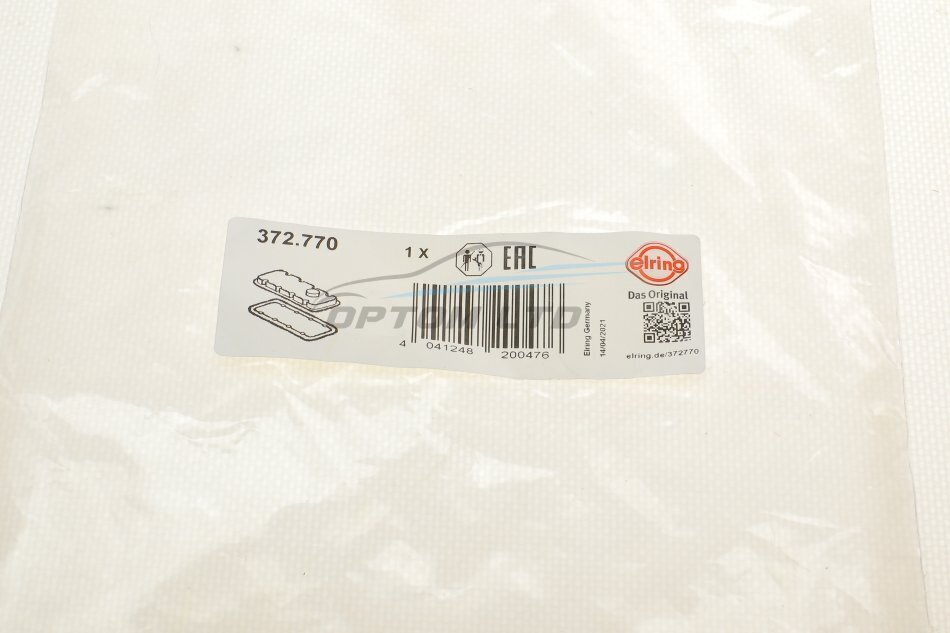 372.770
1 X
EAC
elring
Das Original
OPTOM LTD
4 041248 200476
Elring Germany
14/04/2021
elring.de/372770